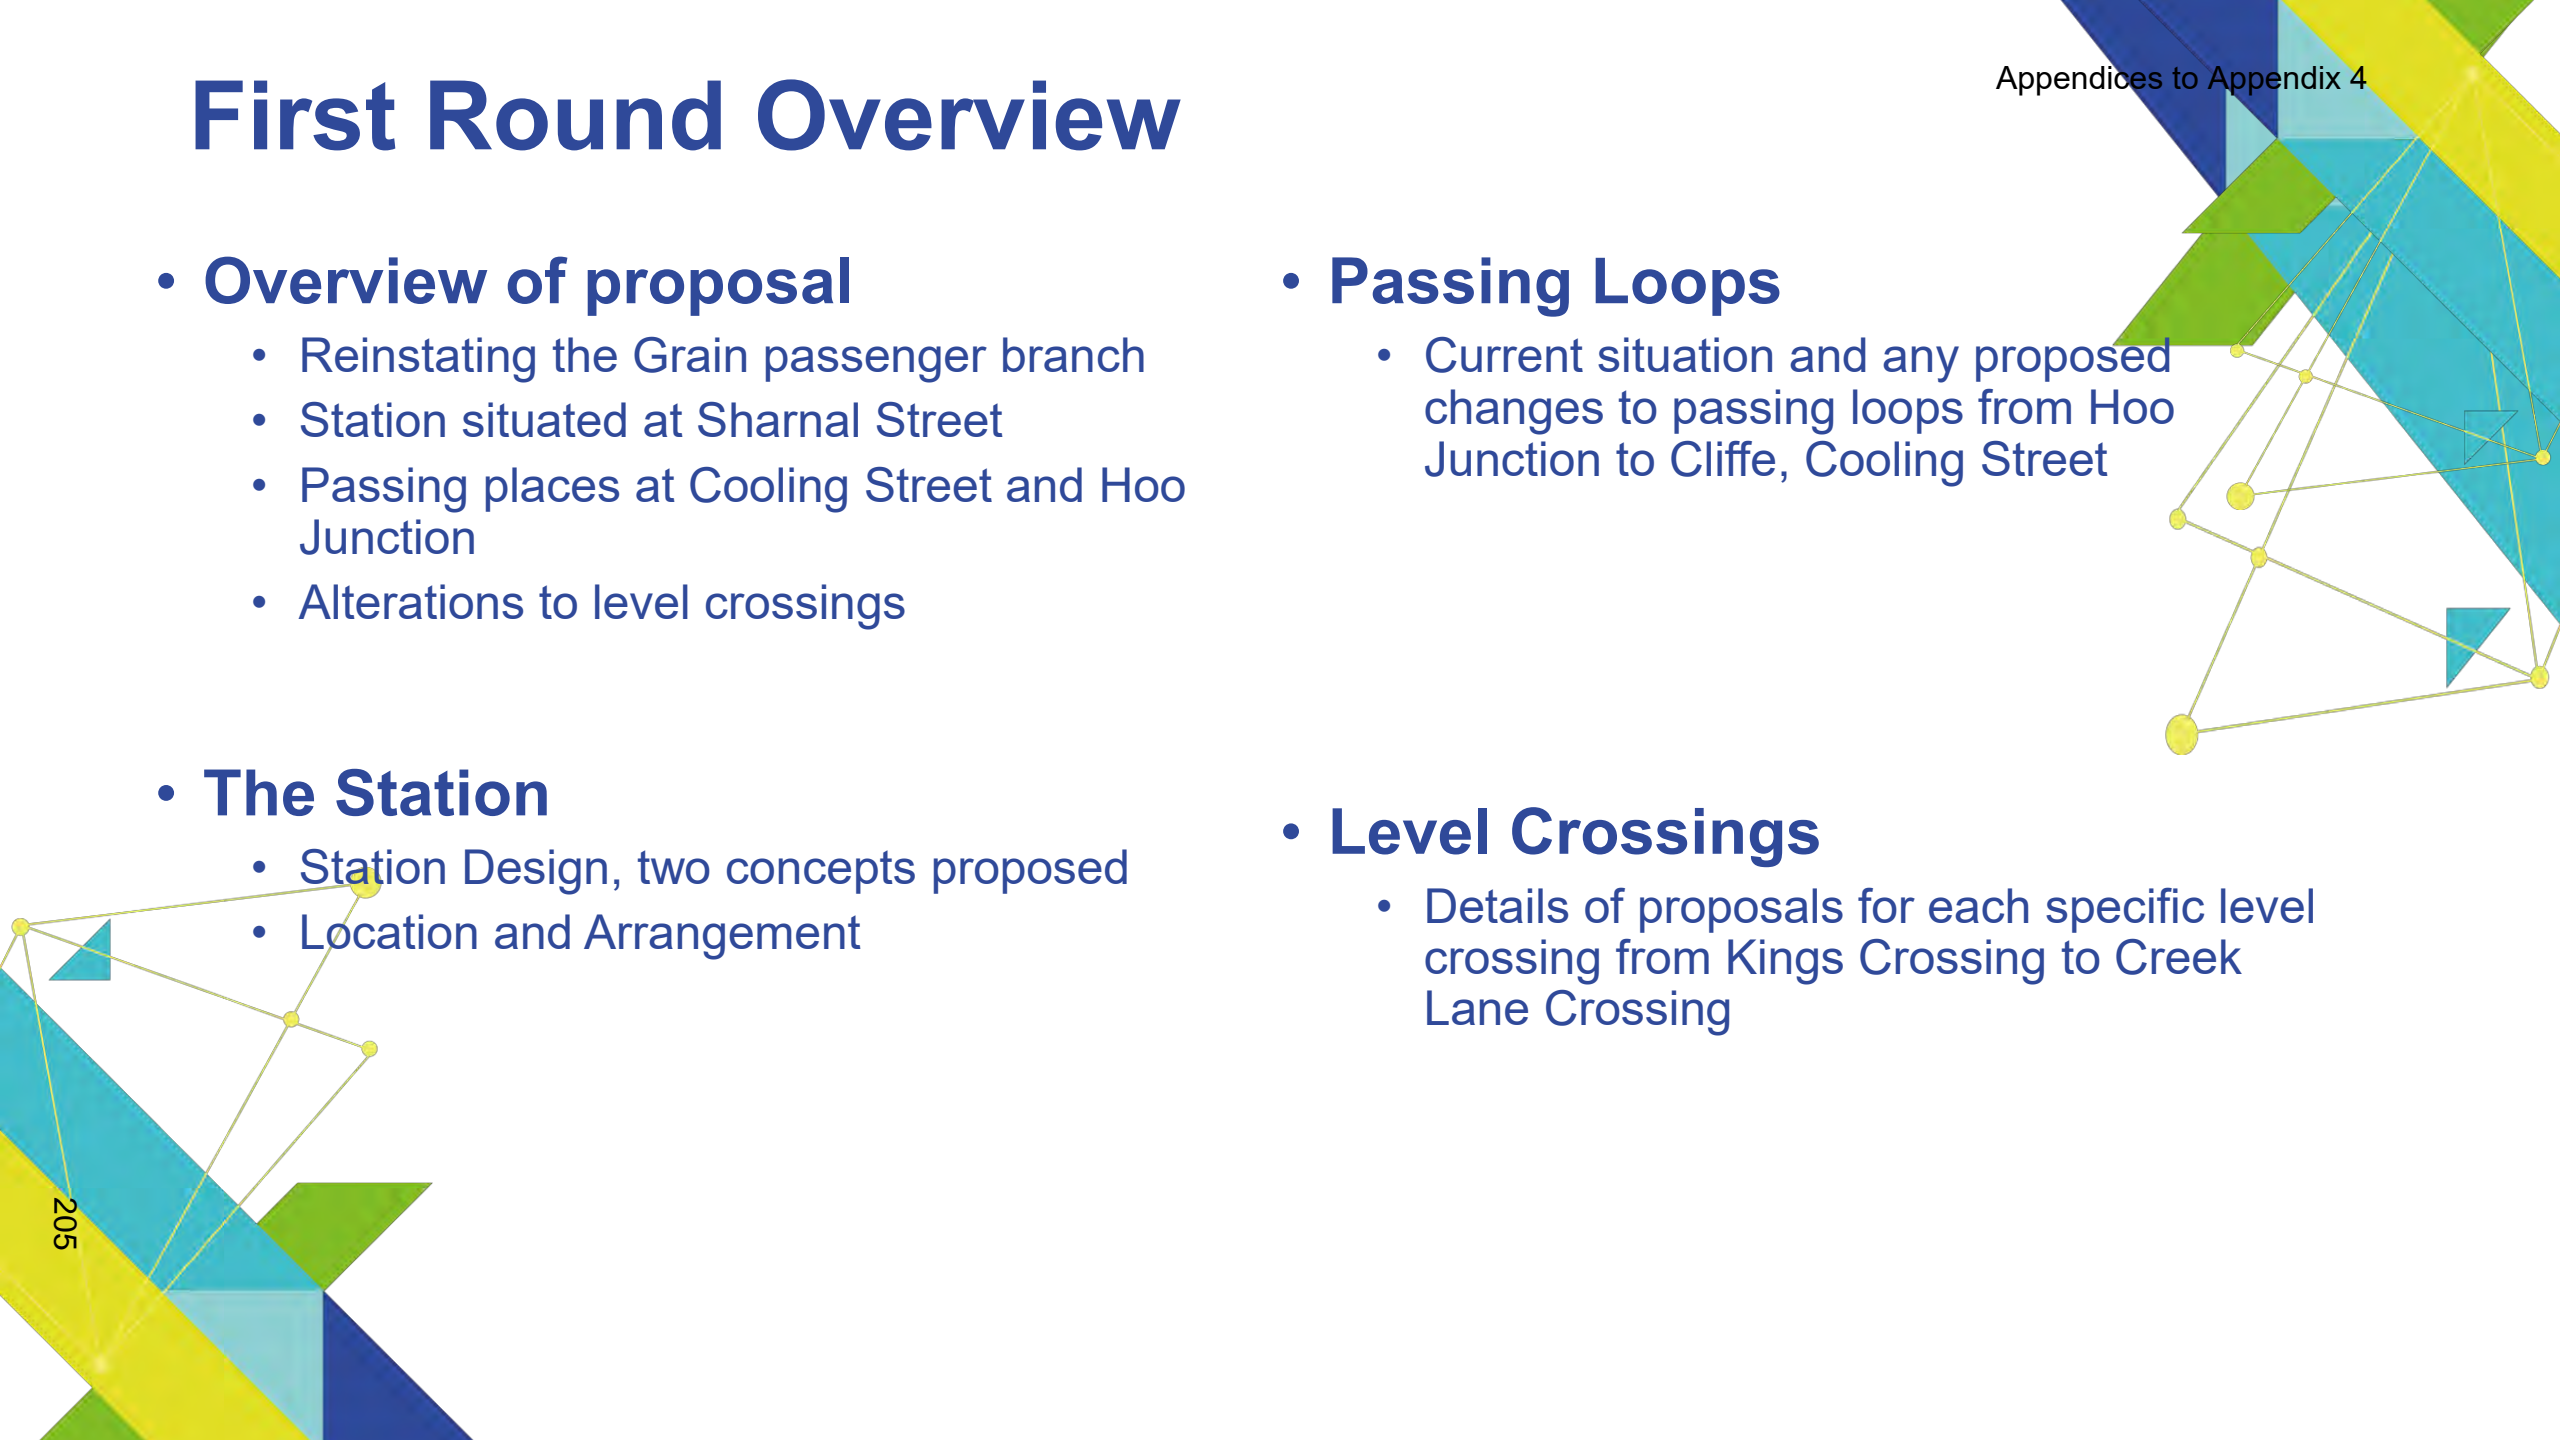 Appendices to Appendix 4
First Round Overview
• Overview of proposal
• Reinstating the Grain passenger branch
• Station situated at Sharnal Street
• Passing places at Cooling Street and Hoo
Junction
• Alterations to level crossings
• The Station
• Station Design, two concepts proposed
• Location and Arrangement
• Passing Loops
• Current situation and any proposed
changes to passing loops from Hoo
Junction to Cliffe, Cooling Street
• Level Crossings
• Details of proposals for each specific level
crossing from Kings Crossing to Creek
Lane Crossing
205